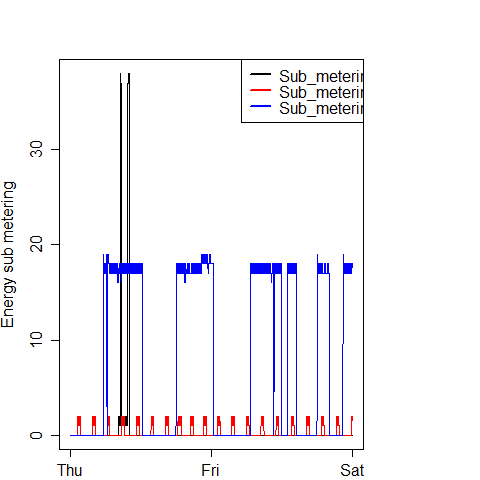 Sub_meterin
Sub_meterin
Sub_meterin
Energy sub metering
30
20
10
0
Thu Fri Sat